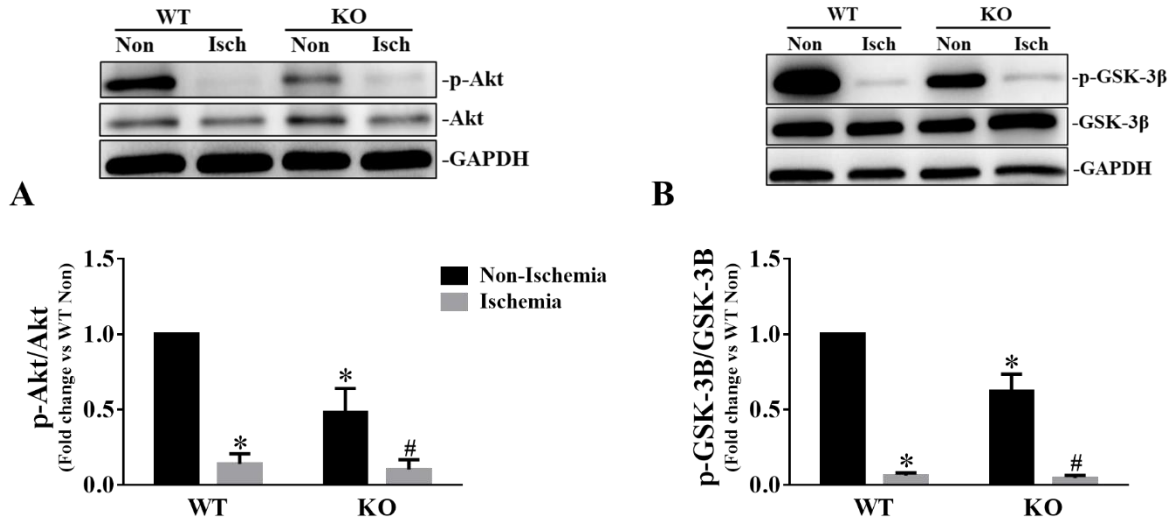 WT KO
Non Isch Non Isch
-p-Akt
-Akt
-GAPDH
A
1.5
1.0
0.5
0.0
p-Akt/Akt
(Fold change vs WT Non)
* * #
WT KO
Non-Ischemia
Ischemia
WT KO
Non Isch Non Isch
-p-GSK-3β
-GSK-3β
-GAPDH
B
1.5
1.0
0.5
0.0
p-GSK-3B/GSK-3B
(Fold change vs WT Non)
* * #
WT KO